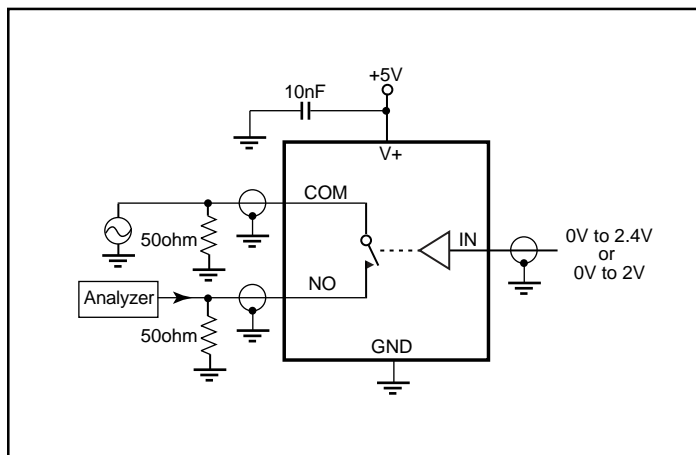 +5V
10nF
V+
COM
50ohm
IN
0V to 2.4V
or
0V to 2V
Analyzer
NO
50ohm
GND